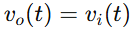 v_o(t) = v_i(t)